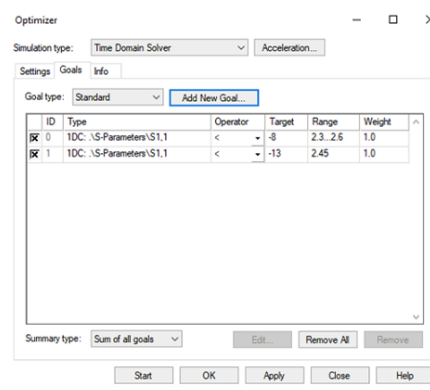 Optimizer
Simulation type: Time Domain Solver Acceleration...
Settings Goals Info
Goal type: Standard Add New Goal...
ID Type Operator Target Range Weight
0 1DC: .\S-Parameters\S1,1 < -8 2.3...2.6 1.0
1 1DC: .\S-Parameters\S1,1 < -13 2.45 1.0
Summary type: Sum of all goals Edit... Remove All Remove
Start OK Apply Close Help